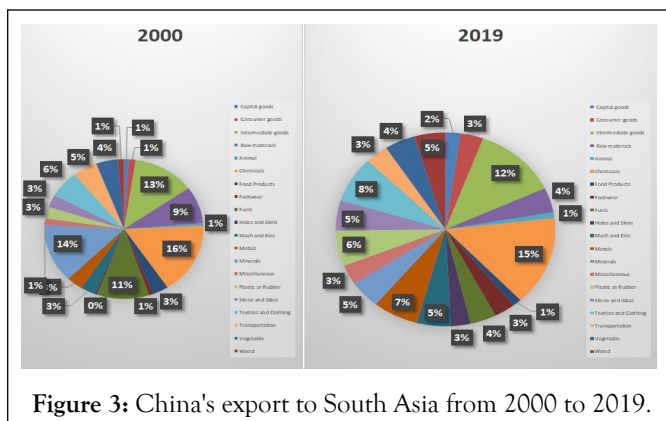 2000
1%
1%
4%
1%
5%
6%
13%
3%
9%
3%
14%
16%
1%
3%
0%
11%
1%
3%
Capital goods
Consumer goods
Intermediate goods
Raw materials
Animal
Chemicals
Food Products
Footwear
Fuels
Hides and Skins
Mach and Elec
Metals
Minerals
Miscellaneous
Plastic or Rubber
Stone and Glass
Textiles and Clothing
Transportation
Vegetable
Wood
2019
2%
3%
4%
5%
3%
12%
8%
4%
5%
1%
6%
15%
3%
5%
7%
5%
3%
4%
3%
1%
Capital goods
Consumer goods
Intermediate goods
Raw materials
Animal
Chemicals
Food Products
Footwear
Fuels
Hides and Skins
Mach and Elec
Metals
Minerals
Miscellaneous
Plastic or Rubber
Stone and Glass
Textiles and Clothing
Transportation
Vegetable
Wood
Figure 3: China's export to South Asia from 2000 to 2019.